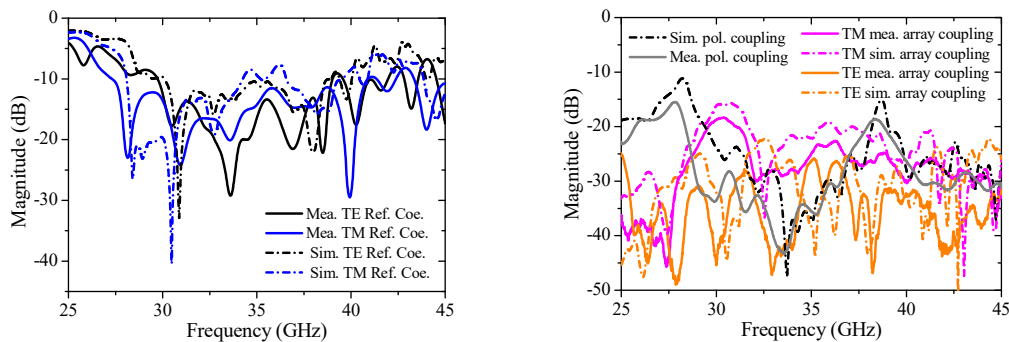 0
-10
-20
-30
-40
25
30
35
40
45
Magnitude (dB)
Frequency (GHz)
Mea. TE Ref. Coe.
Mea. TM Ref. Coe.
Sim. TE Ref. Coe.
Sim. TM Ref. Coe.
0
-10
-20
-30
-40
-50
25
30
35
40
45
Magnitude (dB)
Frequency (GHz)
Sim. pol. coupling
Mea. pol. coupling
TM mea. array coupling
TM sim. array coupling
TE mea. array coupling
TE sim. array coupling